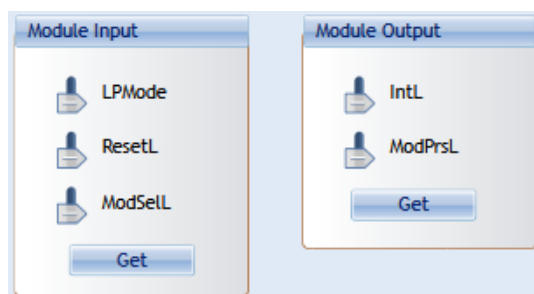 Module Input
LPMode
ResetL
ModSelL
Get
Module Output
IntL
ModPrsL
Get